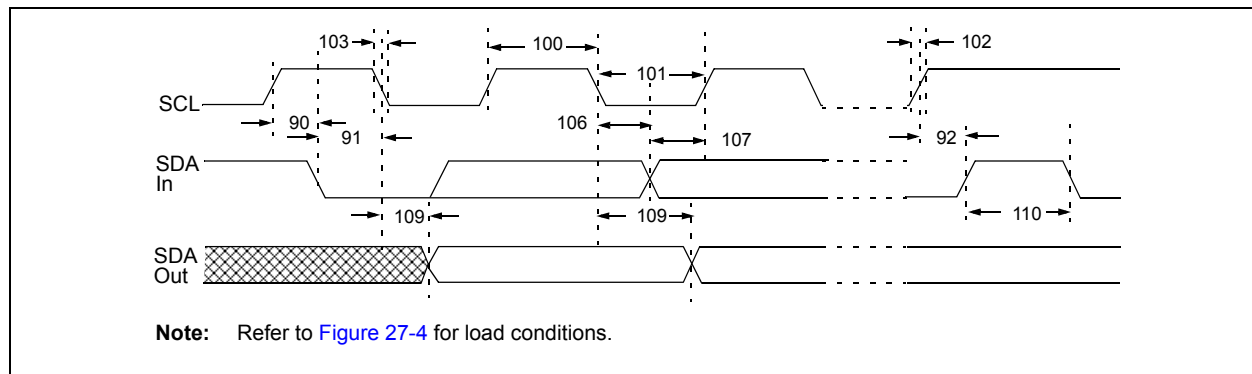 103
100
102
101
SCL
90
91
106
107
92
SDA
In
109
109
110
SDA
Out
Note: Refer to Figure 27-4 for load conditions.